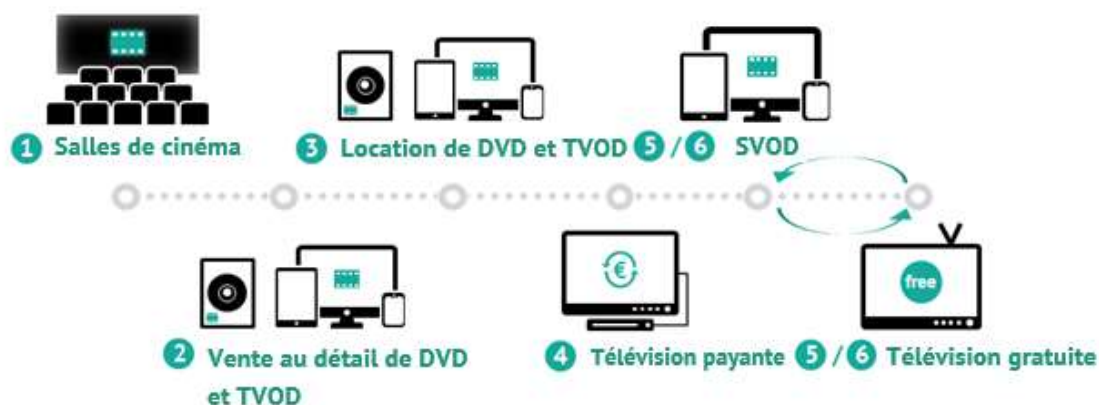 1 Salles de cinéma
3 Location de DVD et TVOD
5 / 6 SVOD
2 Vente au détail de DVD
et TVOD
€
4 Télévision payante
free
5 / 6 Télévision gratuite